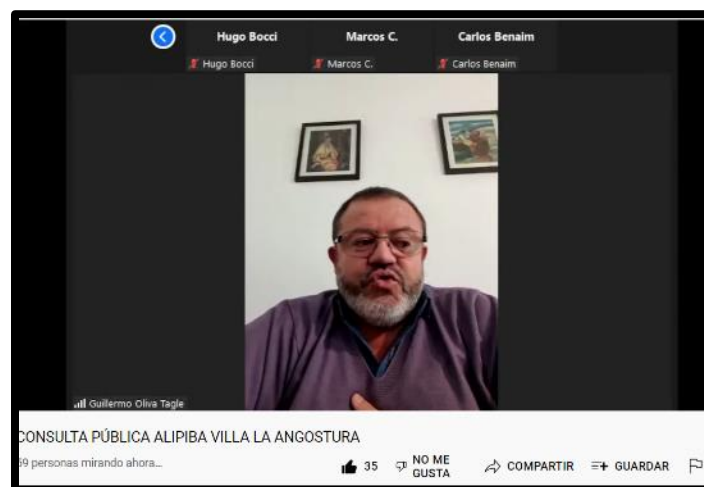 Hugo Bocci Marcos C. Carlos Benaim
Hugo Bocci Marcos C. Carlos Benaim
Guillermo Oliva Tagle
CONSULTA PÚBLICA ALIPIBA VILLA LA ANGOSTURA
personas mirando ahora...
35 NO ME GUSTA COMPARTIR GUARDAR